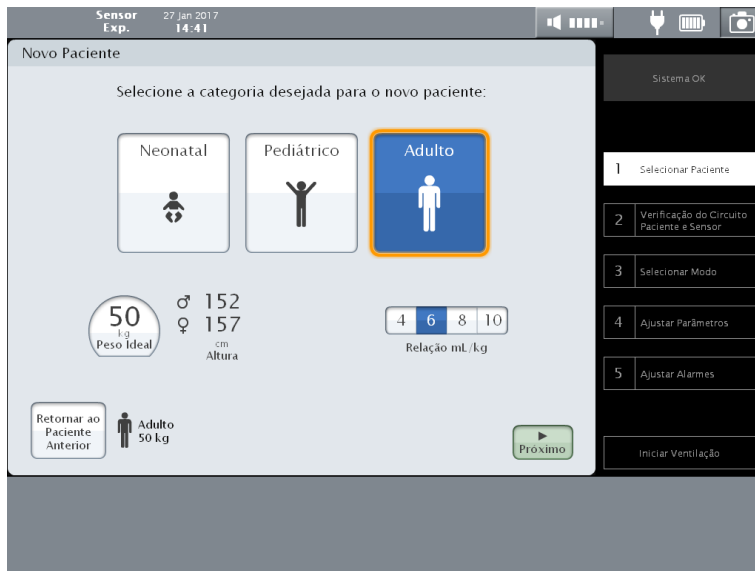 Sensor 27 Jan 2017
Exp. 14:41
Novo Paciente
Selecione a categoria desejada para o novo paciente:
Neonatal
Pediátrico
Adulto
50
kg
Peso Ideal
♂ 152
♀ 157
cm
Altura
4 6 8 10
Relação mL/kg
Retornar ao
Paciente
Anterior
Adulto
50 kg
Próximo
Sistema OK
1 Selecionar Paciente
2 Verificação do Circuito
Paciente e Sensor
3 Selecionar Modo
4 Ajustar Parâmetros
5 Ajustar Alarmes
Iniciar Ventilação